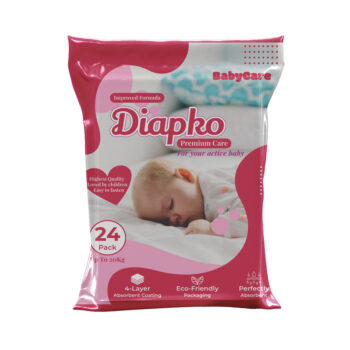 BabyCare
Improved Formula
Diapko
Premium Care
For your active baby
Highest Quality
Loved by children
Easy to fasten
24
Pack
Up To 20Kg
4-Layer
Absorbent Coating
Eco-Friendly
Packaging
Perfectly
Absorben